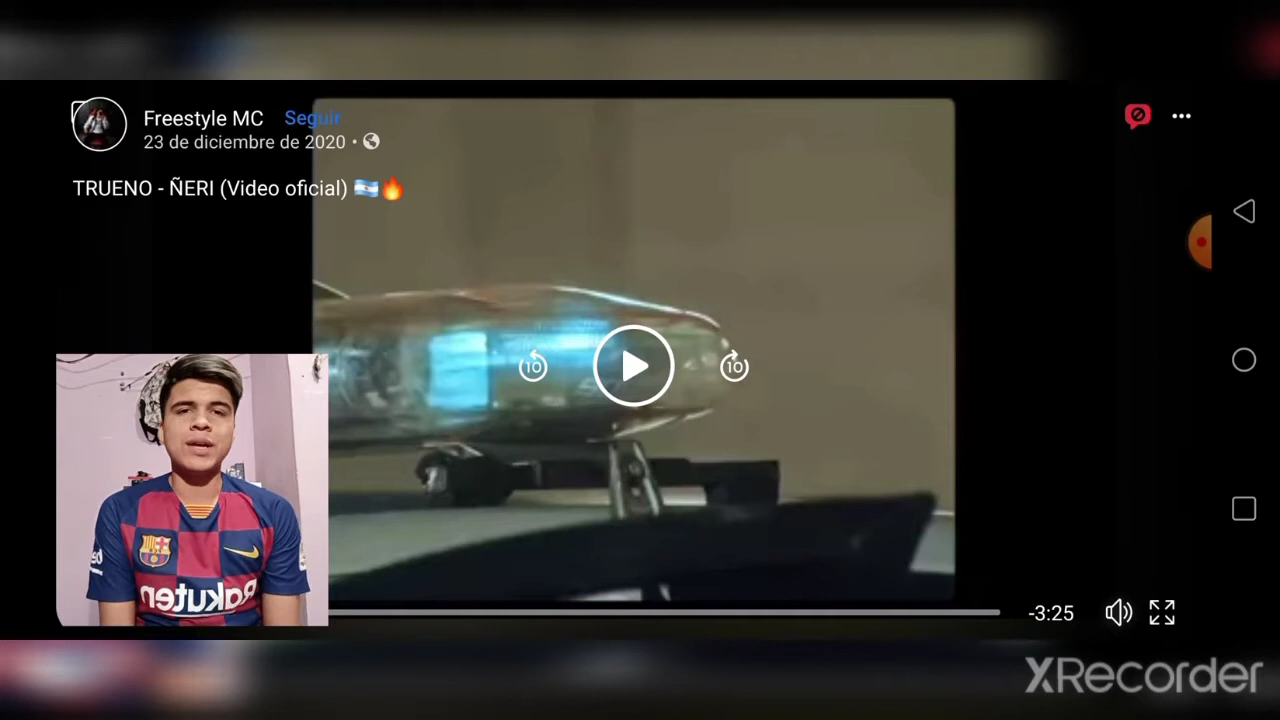 Freestyle MC Seguir
23 de diciembre de 2020 •
TRUENO - ÑERI (Video oficial) 🇦🇷🔥
10
10
Rakuten
-3:25
XRecorder